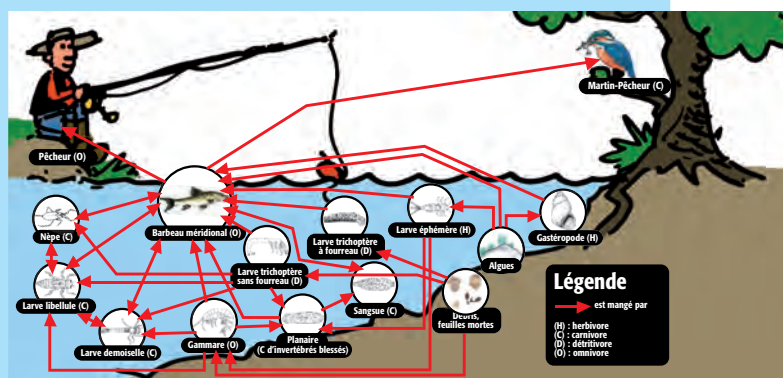 Martin-Pêcheur (C)
Pêcheur (O)
Nèpe (C)
Barbeau méridional (O)
Larve trichoptère
à fourreau (D)
Larve éphémère (H)
Gastéropode (H)
Algues
Larve trichoptère
sans fourreau (D)
Larve libellule (C)
Sangsue (C)
Débris,
feuilles mortes
Larve demoiselle (C)
Gammare (O)
Planaire
(C d'invertébrés blessés)
Légende
est mangé par
(H) : herbivore
(C) : carnivore
(D) : détritivore
(O) : omnivore